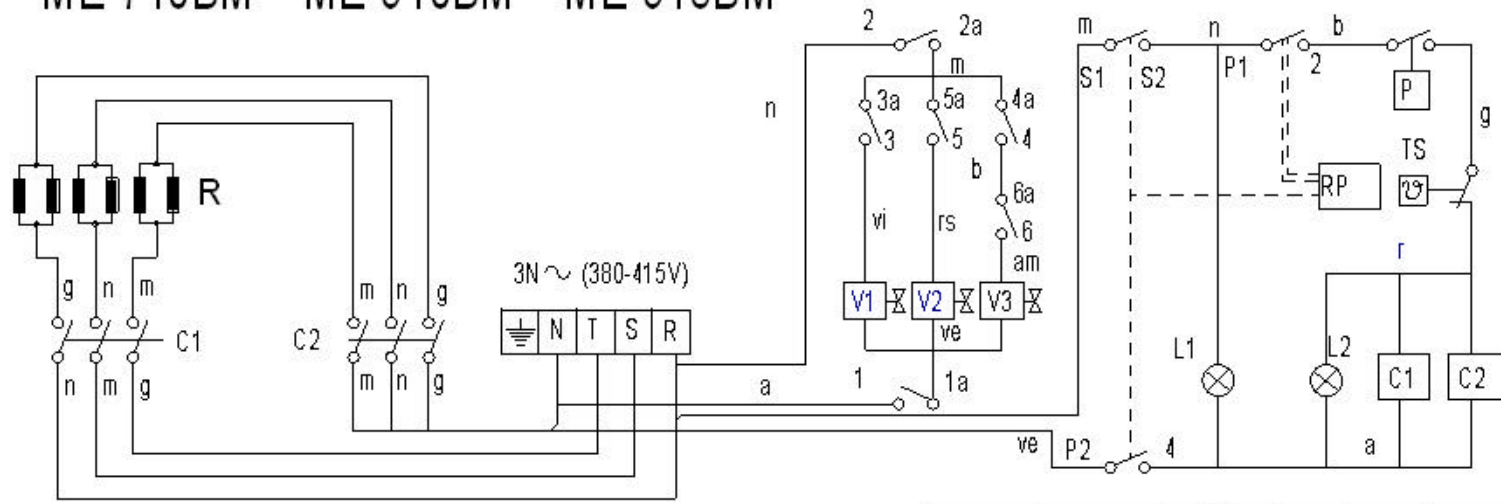 2 2a m n b
m S1 S2 P1 2 P
n 3a 5a 4a g
3 5 4 TS
R b RP ϑ
6a
vi rs 6
g n m m n g 3N ~ (380-415V) am r
V1 V2 V3
C1 C2 N T S R ve L1 L2 C1 C2
n m g m n g a 1 1a
ve P2 4 a